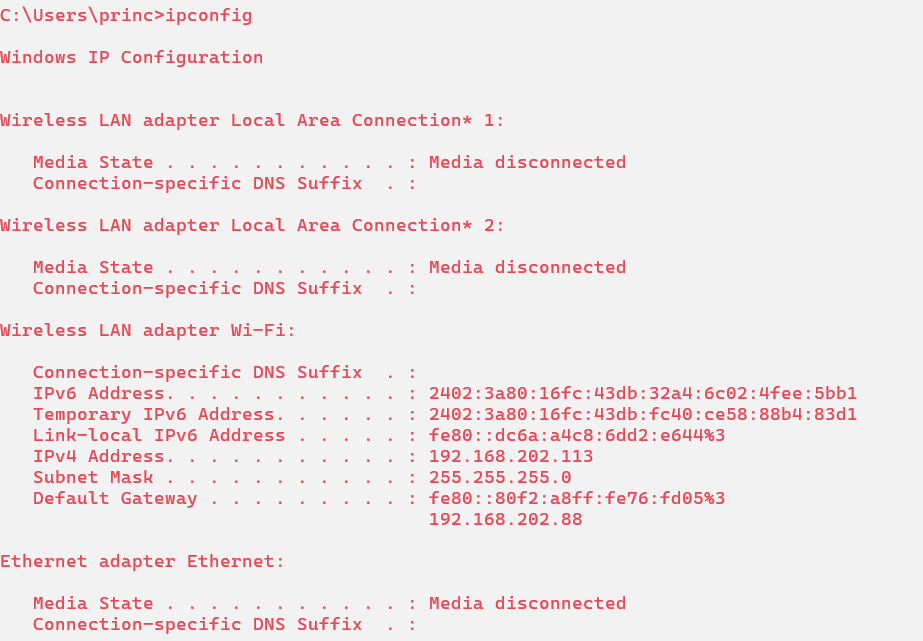 C:\Users\princ>ipconfig
Windows IP Configuration
Wireless LAN adapter Local Area Connection* 1:
   Media State . . . . . . . . . . . : Media disconnected
   Connection-specific DNS Suffix  . :
Wireless LAN adapter Local Area Connection* 2:
   Media State . . . . . . . . . . . : Media disconnected
   Connection-specific DNS Suffix  . :
Wireless LAN adapter Wi-Fi:
   Connection-specific DNS Suffix  . :
   IPv6 Address. . . . . . . . . . . : 2402:3a80:16fc:43db:32a4:6c02:4fee:5bb1
   Temporary IPv6 Address. . . . . . : 2402:3a80:16fc:43db:fc40:ce58:88b4:83d1
   Link-local IPv6 Address . . . . . : fe80::dc6a:a4c8:6dd2:e644%3
   IPv4 Address. . . . . . . . . . . : 192.168.202.113
   Subnet Mask . . . . . . . . . . . : 255.255.255.0
   Default Gateway . . . . . . . . . : fe80::80f2:a8ff:fe76:fd05%3
                                       192.168.202.88
Ethernet adapter Ethernet:
   Media State . . . . . . . . . . . : Media disconnected
   Connection-specific DNS Suffix  . :